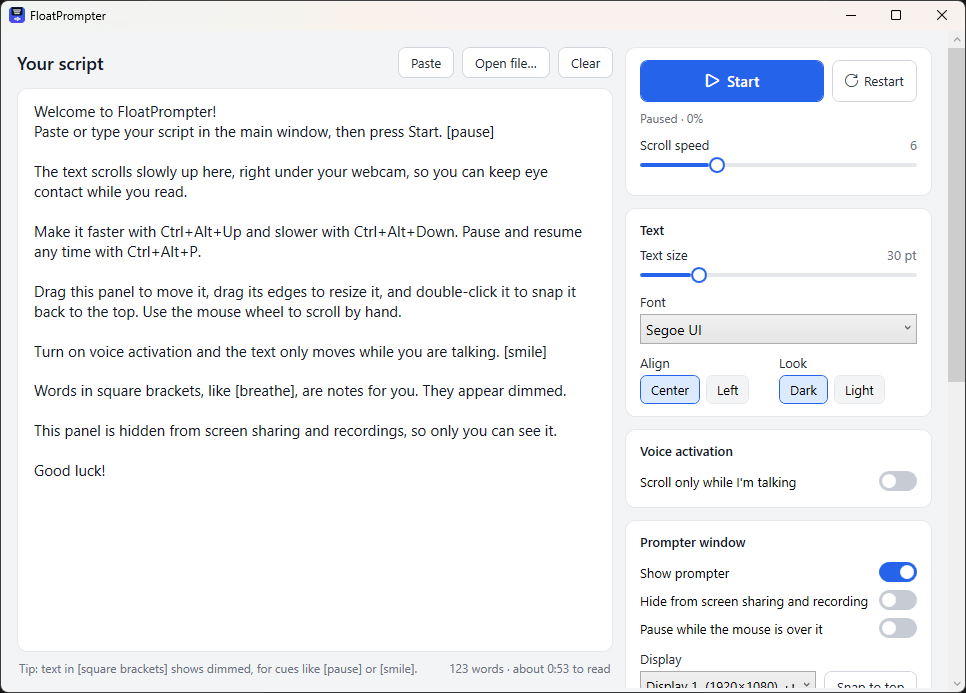 FloatPrompter
Your script
Paste
Open file...
Clear
Welcome to FloatPrompter!
Paste or type your script in the main window, then press Start. [pause]
The text scrolls slowly up here, right under your webcam, so you can keep eye
contact while you read.
Make it faster with Ctrl+Alt+Up and slower with Ctrl+Alt+Down. Pause and resume
any time with Ctrl+Alt+P.
Drag this panel to move it, drag its edges to resize it, and double-click it to snap it
back to the top. Use the mouse wheel to scroll by hand.
Turn on voice activation and the text only moves while you are talking. [smile]
Words in square brackets, like [breathe], are notes for you. They appear dimmed.
This panel is hidden from screen sharing and recordings, so only you can see it.
Good luck!
Tip: text in [square brackets] shows dimmed, for cues like [pause] or [smile].
123 words · about 0:53 to read
Start
Restart
Paused · 0%
Scroll speed 6
Text
Text size 30 pt
Font
Segoe UI
Align
Center
Left
Look
Dark
Light
Voice activation
Scroll only while I'm talking
Prompter window
Show prompter
Hide from screen sharing and recording
Pause while the mouse is over it
Display
Display 1 (1920×1080)
Snap to top